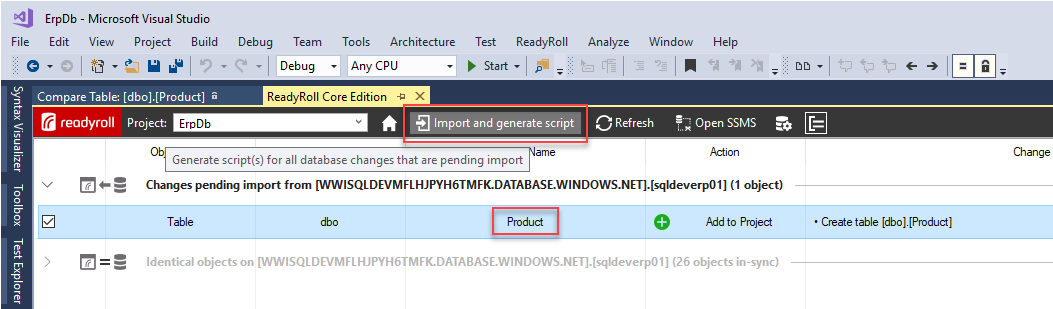 ErpDb - Microsoft Visual Studio
File Edit View Project Build Debug Team Tools Architecture Test ReadyRoll Analyze Window Help
Debug Any CPU Start
Syntax Visualizer
Toolbox
Test Explorer
Compare Table: [dbo].[Product] ReadyRoll Core Edition
readyroll Project: ErpDb Import and generate script Refresh Open SSMS
Obj Name Action Change
Generate script(s) for all database changes that are pending import
Changes pending import from [WWISQLDEVMFLHJPYH6TMFK.DATABASE.WINDOWS.NET].[sqldeverp01] (1 object)
Table dbo Product Add to Project • Create table [dbo].[Product]
Identical objects on [WWISQLDEVMFLHJPYH6TMFK.DATABASE.WINDOWS.NET].[sqldeverp01] (26 objects in-sync)